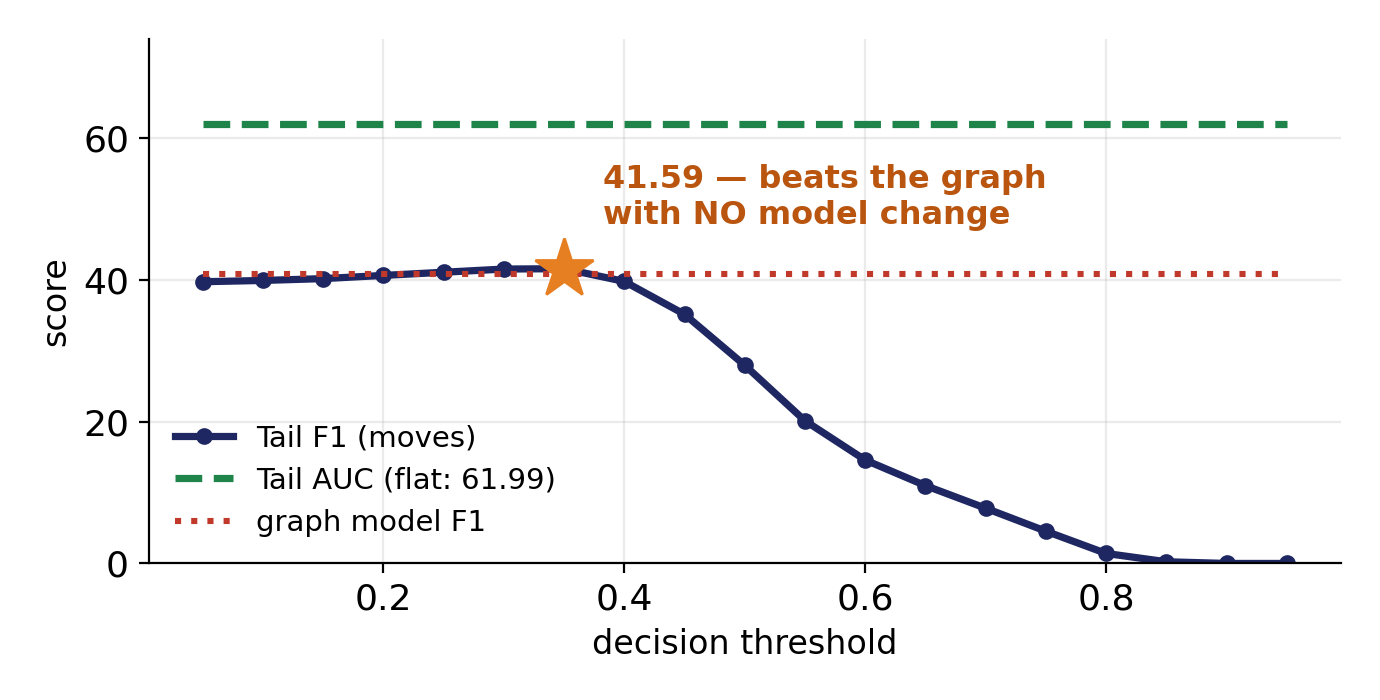 60
41.59 — beats the graph
with NO model change
40
score
20
Tail F1 (moves)
Tail AUC (flat: 61.99)
graph model F1
0
0.2 0.4 0.6 0.8
decision threshold